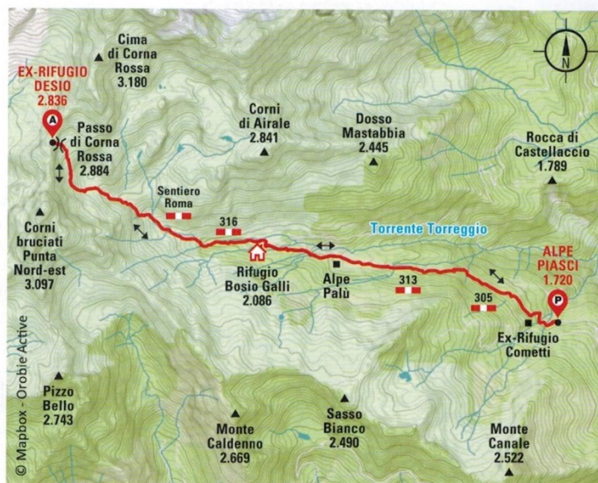 Cima
di Corna
Rossa
3.180
N
EX-RIFUGIO
DESIO
2.836
A
Passo
di Corna
Rossa
2.884
Corni
di Airale
2.841
Dosso
Mastabbia
2.445
Rocca di
Castellaccio
1.789
Sentiero
Roma
316
Torrente Torreggio
Corni
bruciati
Punta
Nord-est
3.097
Rifugio
Bosio Galli
2.086
Alpe
Palù
313
305
ALPE
PIASCI
1.720
P
Ex-Rifugio
Cometti
Pizzo
Bello
2.743
Monte
Caldenno
2.669
Sasso
Bianco
2.490
Monte
Canale
2.522
© Mapbox - Orobie Active